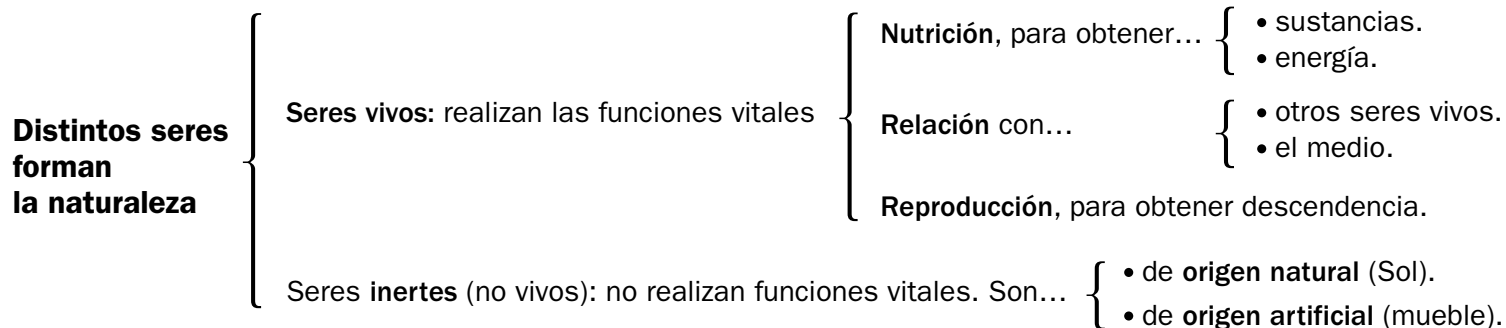 Distintos seres
forman
la naturaleza
Seres vivos: realizan las funciones vitales
Nutrición, para obtener...
• sustancias.
• energía.
Relación con...
• otros seres vivos.
• el medio.
Reproducción, para obtener descendencia.
Seres inertes (no vivos): no realizan funciones vitales. Son...
• de origen natural (Sol).
• de origen artificial (mueble).